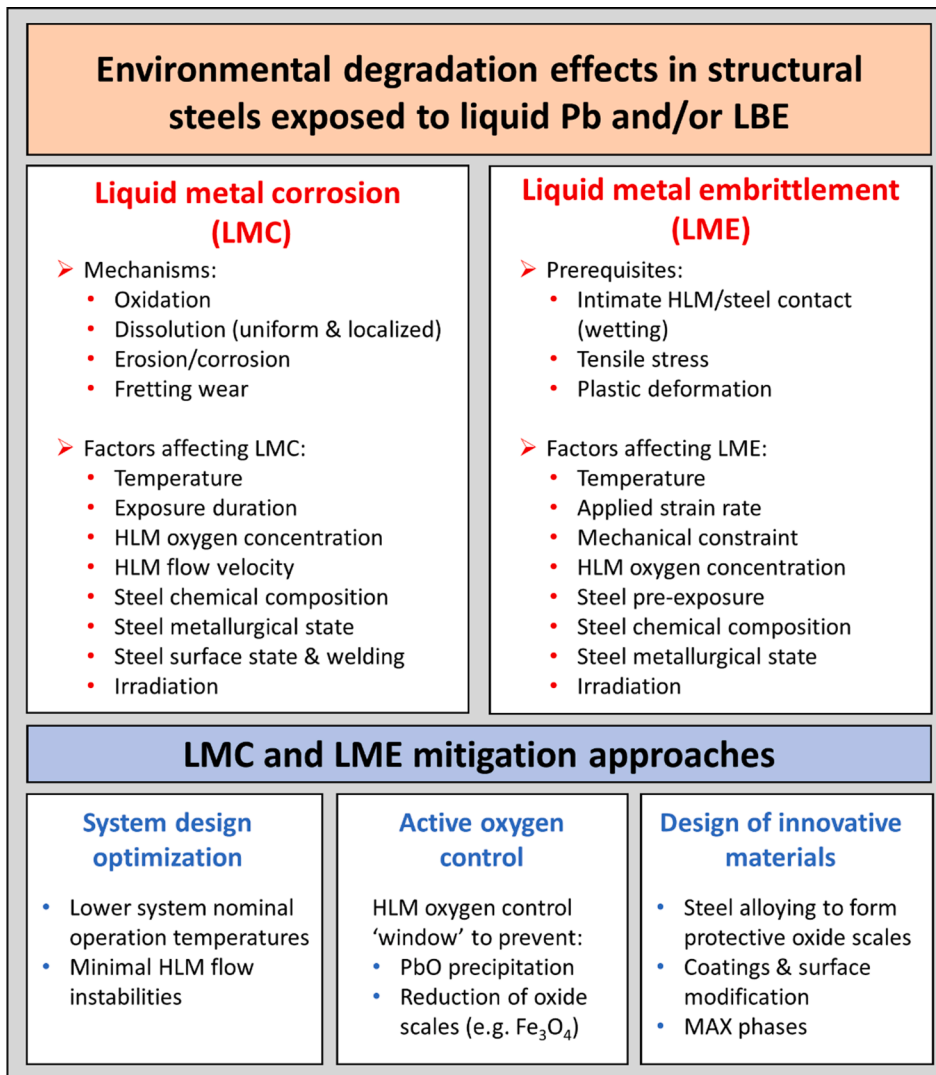 Environmental degradation effects in structural
steels exposed to liquid Pb and/or LBE
Liquid metal corrosion
(LMC)
➢ Mechanisms:
• Oxidation
• Dissolution (uniform & localized)
• Erosion/corrosion
• Fretting wear
➢ Factors affecting LMC:
• Temperature
• Exposure duration
• HLM oxygen concentration
• HLM flow velocity
• Steel chemical composition
• Steel metallurgical state
• Steel surface state & welding
• Irradiation
Liquid metal embrittlement
(LME)
➢ Prerequisites:
• Intimate HLM/steel contact
(wetting)
• Tensile stress
• Plastic deformation
➢ Factors affecting LME:
• Temperature
• Applied strain rate
• Mechanical constraint
• HLM oxygen concentration
• Steel pre-exposure
• Steel chemical composition
• Steel metallurgical state
• Irradiation
LMC and LME mitigation approaches
System design
optimization
• Lower system nominal
operation temperatures
• Minimal HLM flow
instabilities
Active oxygen
control
HLM oxygen control
‘window’ to prevent:
• PbO precipitation
• Reduction of oxide
scales (e.g. Fe₃O₄)
Design of innovative
materials
• Steel alloying to form
protective oxide scales
• Coatings & surface
modification
• MAX phases